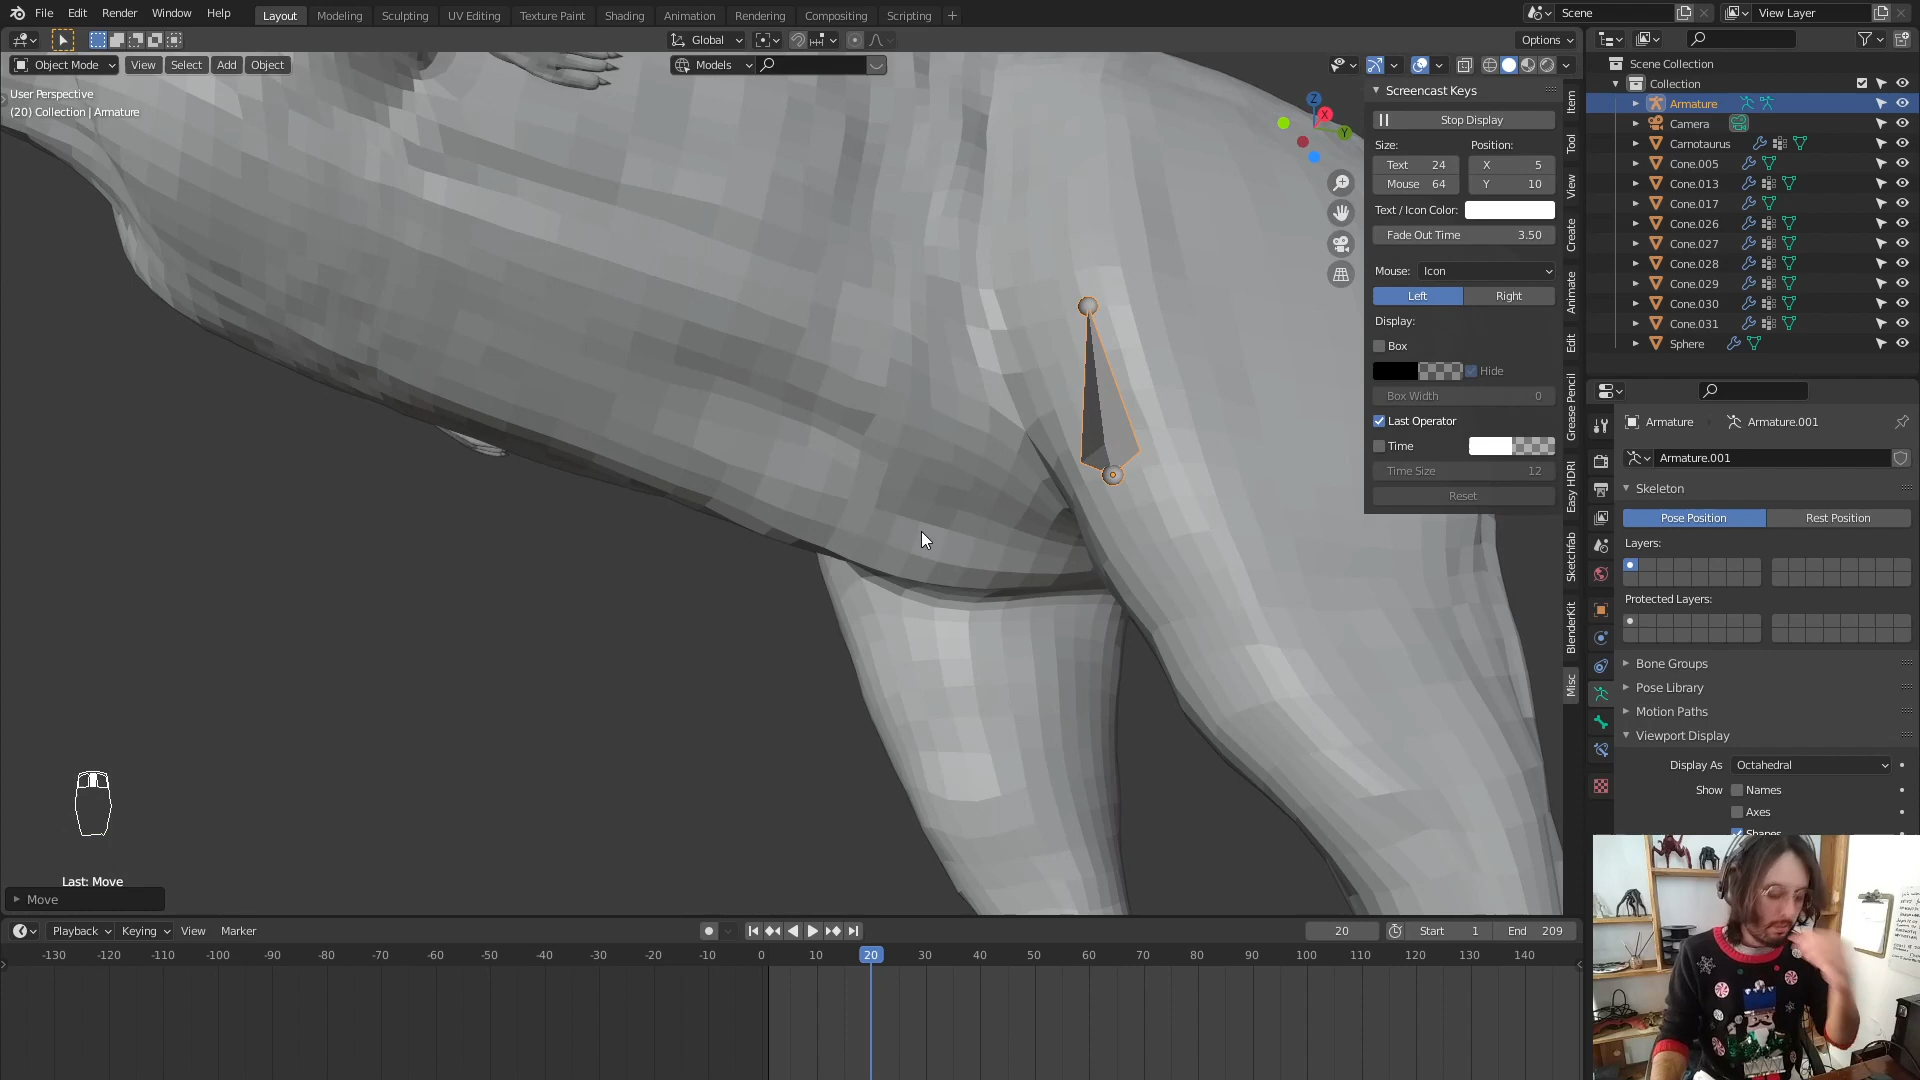 File Edit Render Window Help Layout Modeling Sculpting UV Editing Texture Paint Shading Animation Rendering Compositing Scripting + Scene View Layer
Global Options
Object Mode View Select Add Object Models
User Perspective
(20) Collection | Armature
Z
X
Y
Screencast Keys
Stop Display
Size: Position:
Text 24 X 5
Mouse 64 Y 10
Text / Icon Color:
Fade Out Time 3.50
Mouse: Icon
Left Right
Display:
Box
Hide
Box Width 0
Last Operator
Time
Time Size 12
Reset
Item
Tool
View
Create
Animate
Edit
Grease Pencil
Easy HDRI
Sketchfab
BlenderKit
Misc
Scene Collection
Collection
Armature
Camera
Carnotaurus
Cone.005
Cone.013
Cone.017
Cone.026
Cone.027
Cone.028
Cone.029
Cone.030
Cone.031
Sphere
Armature Armature.001
Armature.001
Skeleton
Pose Position Rest Position
Layers:
Protected Layers:
Bone Groups
Pose Library
Motion Paths
Viewport Display
Display As Octahedral
Show Names
Axes
Shapes
Last: Move
Move
Playback Keying View Marker 20 Start 1 End 209
-130 -120 -110 -100 -90 -80 -70 -60 -50 -40 -30 -20 -10 0 10 20 30 40 50 60 70 80 90 100 110 120 130 140